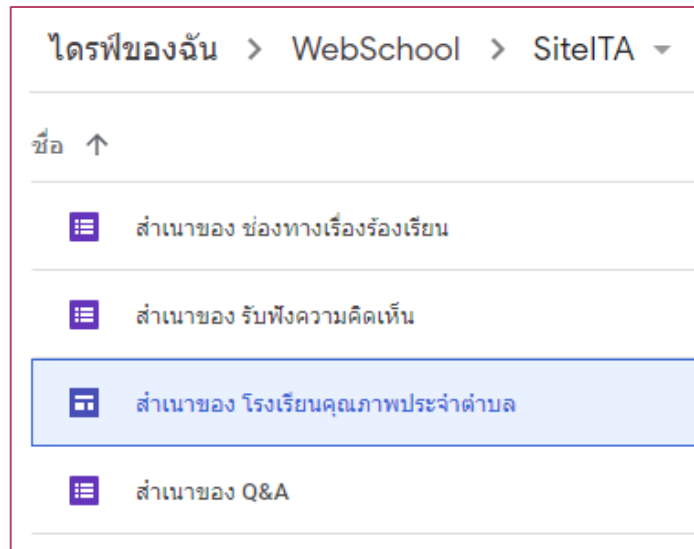 ไดรฟ์ของฉัน > WebSchool > SiteITA
ชื่อ ↑
สำเนาของ ช่องทางเรื่องร้องเรียน
สำเนาของ รับฟังความคิดเห็น
สำเนาของ โรงเรียนคุณภาพประจำตำบล
สำเนาของ Q&A